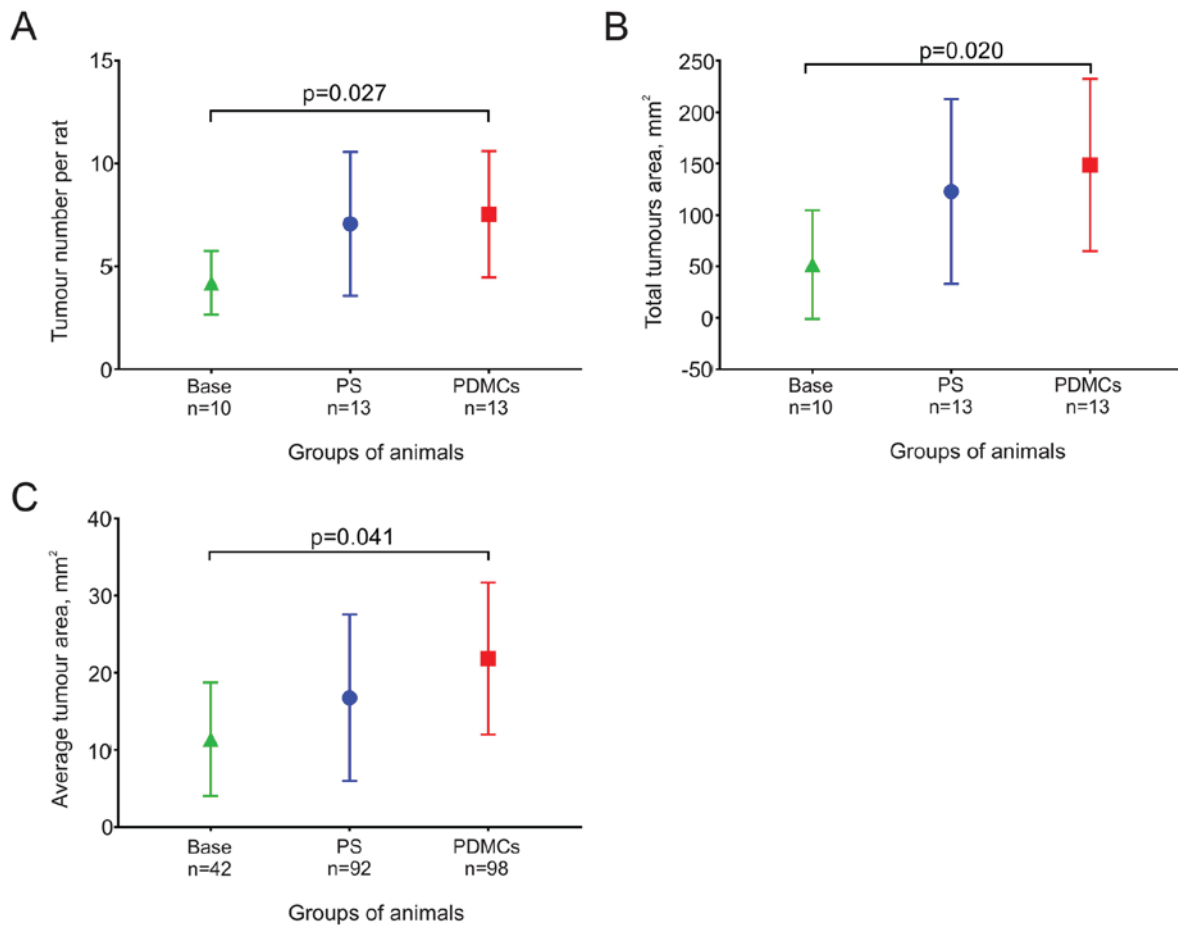 A
Tumour number per rat
15
10
5
0
p=0.027
Base PS PDMCs
n=10 n=13 n=13
Groups of animals
B
Total tumours area, mm²
250
200
150
100
50
0
-50
p=0.020
Base PS PDMCs
n=10 n=13 n=13
Groups of animals
C
Average tumour area, mm²
40
30
20
10
0
p=0.041
Base PS PDMCs
n=42 n=92 n=98
Groups of animals